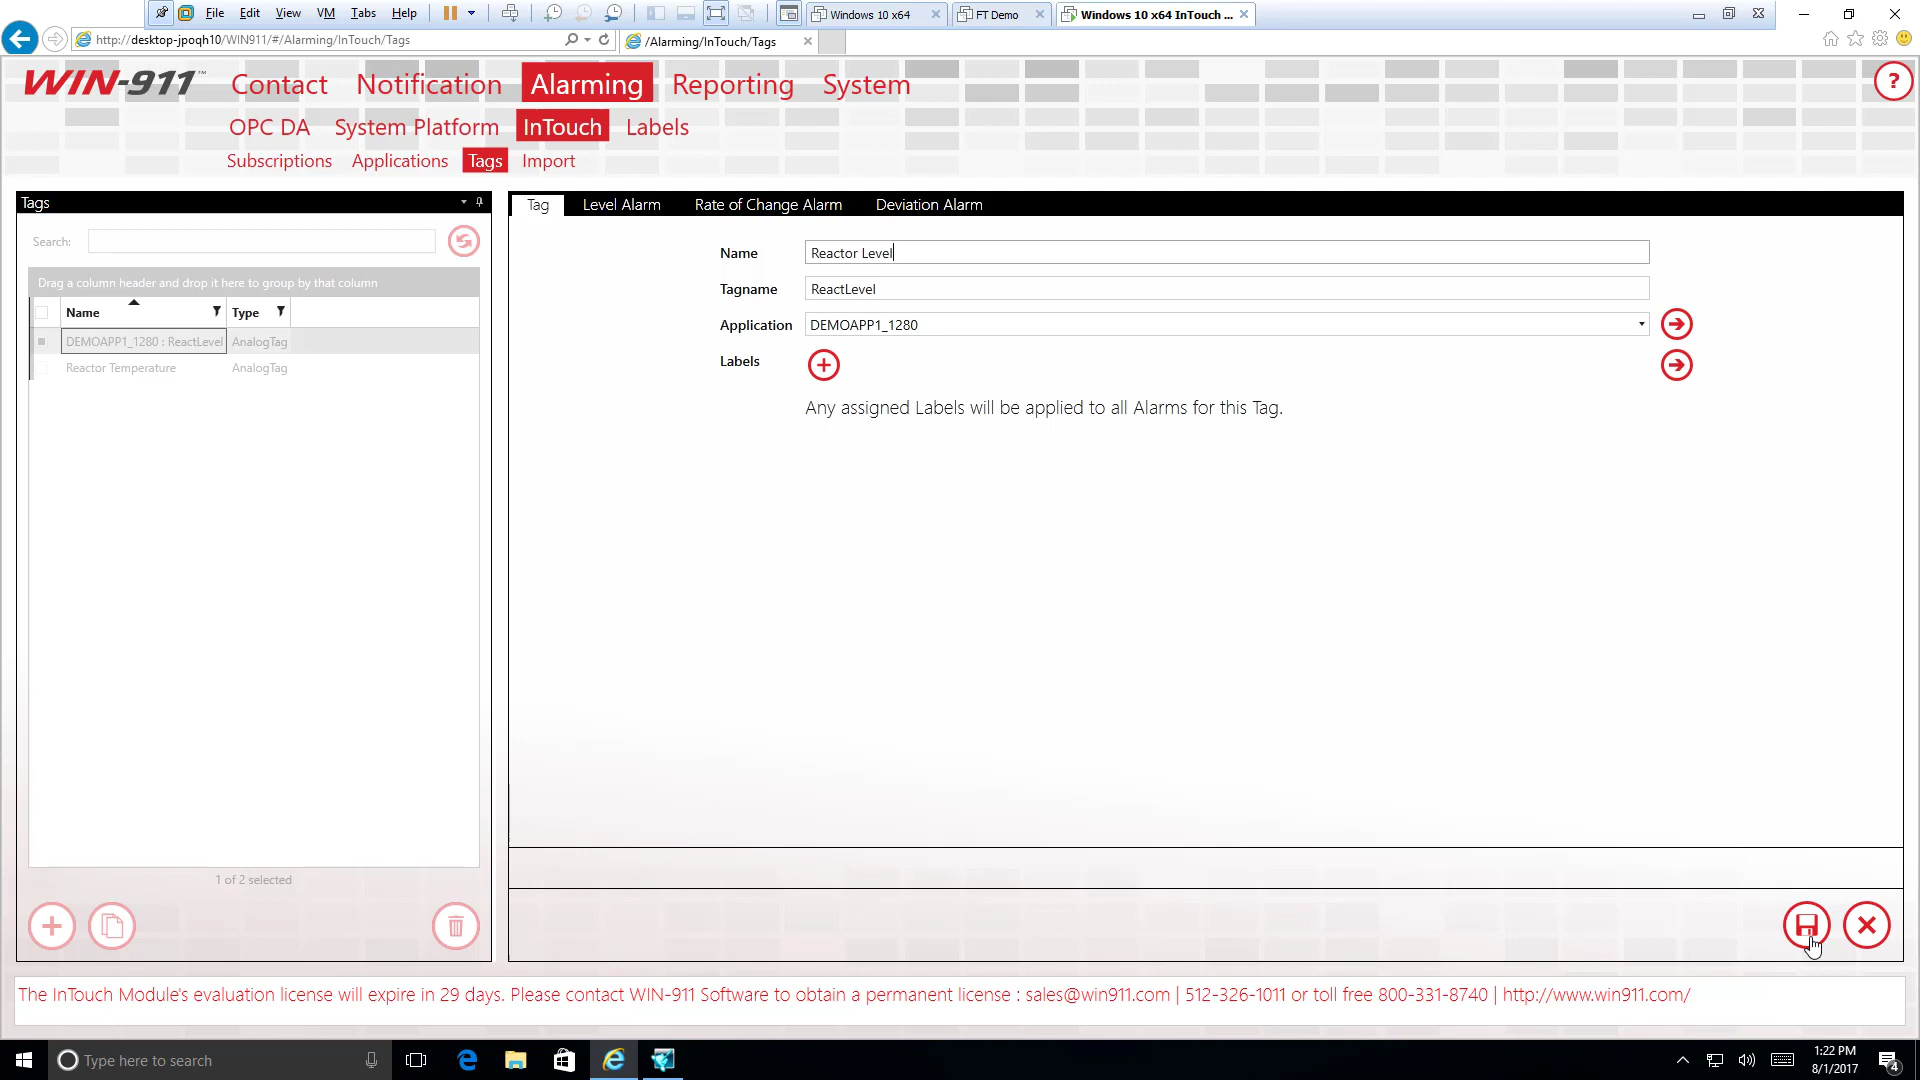 File Edit View VM Tabs Help
Windows 10 x64
FT Demo
Windows 10 x64 InTouch ...
http://desktop-jpoqh10/WIN911/#/Alarming/InTouch/Tags
/Alarming/InTouch/Tags
WIN-911™
Contact Notification Alarming Reporting System
?
OPC DA System Platform InTouch Labels
Subscriptions Applications Tags Import
Tags
Search:
Drag a column header and drop it here to group by that column
Name Type
DEMOAPP1_1280 : ReactLevel AnalogTag
Reactor Temperature AnalogTag
1 of 2 selected
Tag Level Alarm Rate of Change Alarm Deviation Alarm
Name Reactor Level
Tagname ReactLevel
Application DEMOAPP1_1280
Labels
Any assigned Labels will be applied to all Alarms for this Tag.
The InTouch Module's evaluation license will expire in 29 days. Please contact WIN-911 Software to obtain a permanent license : sales@win911.com | 512-326-1011 or toll free 800-331-8740 | http://www.win911.com/
Type here to search
1:22 PM
8/1/2017
4